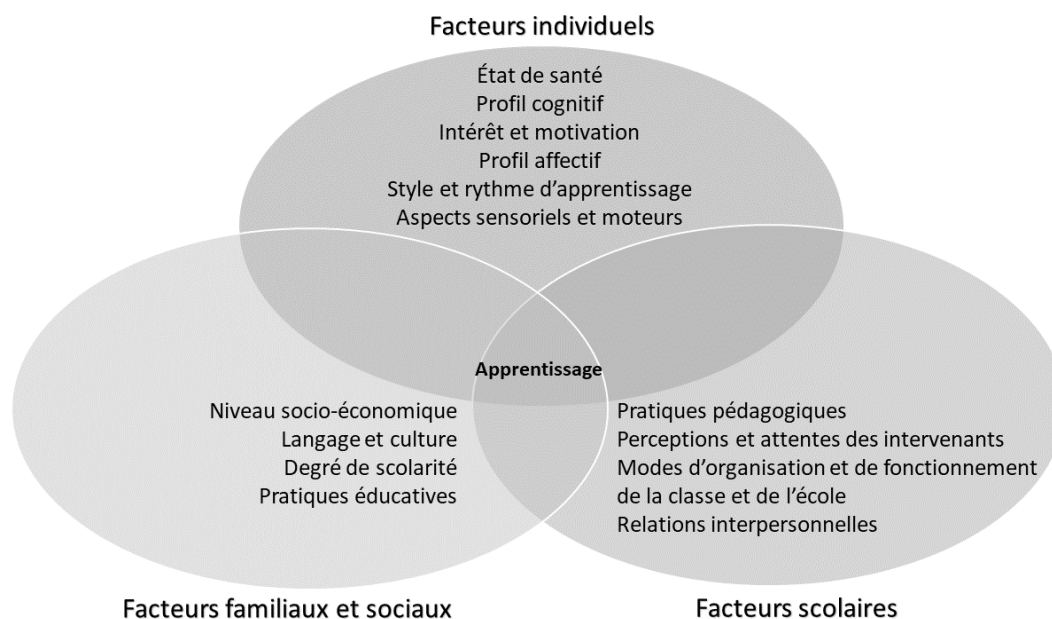 Facteurs individuels
État de santé
Profil cognitif
Intérêt et motivation
Profil affectif
Style et rythme d’apprentissage
Aspects sensoriels et moteurs
Apprentissage
Niveau socio-économique
Langage et culture
Degré de scolarité
Pratiques éducatives
Pratiques pédagogiques
Perceptions et attentes des intervenants
Modes d’organisation et de fonctionnement
de la classe et de l’école
Relations interpersonnelles
Facteurs familiaux et sociaux
Facteurs scolaires